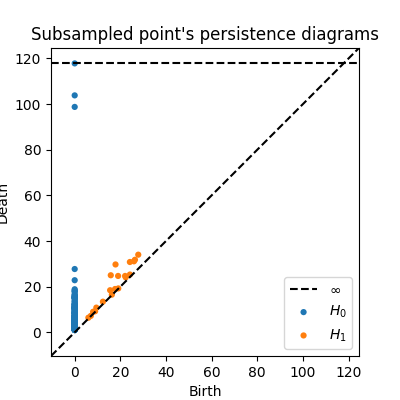 Subsampled point's persistence diagrams
120
100
80
60
40
20
0
Death
0 20 40 60 80 100 120
Birth
∞
H₀
H₁